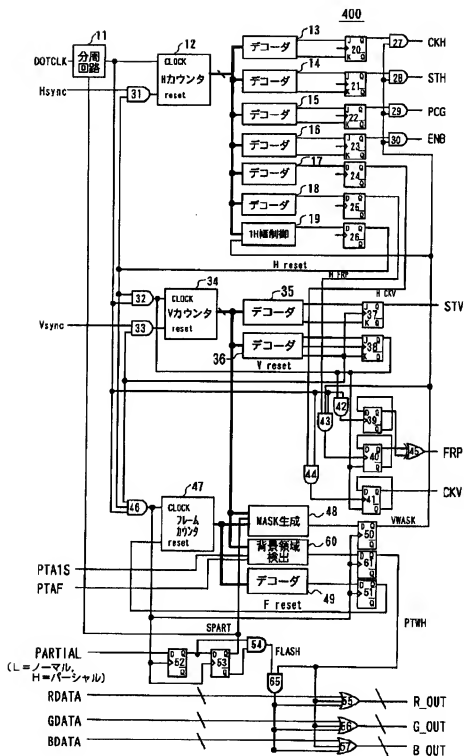 400
11
分周
回路
DOTCLK
12
CLOCK
Hカウンタ
reset
Hsync
31
13
デコーダ
J Q
20
K Q
27
CKH
14
デコーダ
J Q
21
K Q
28
STH
15
デコーダ
J Q
22
K Q
29
PCG
16
デコーダ
J Q
23
K Q
30
ENB
17
デコーダ
D Q
24
Q
18
デコーダ
D Q
25
Q
19
1H幅制御
D Q
26
Q
H reset
H FRP
H CKV
32
34
CLOCK
Vカウンタ
reset
Vsync
33
35
デコーダ
J Q
37
K Q
STV
36
デコーダ
J Q
38
K Q
V reset
42
43
44
D Q
39
Q
D Q
40
Q
45
FRP
D Q
41
Q
CKV
47
CLOCK
フレーム
カウンタ
reset
46
48
MASK生成
VWMASK
D Q
50
Q
60
背景領域
検出
D Q
61
Q
PTA1S
PTAF
デコーダ
49
D Q
51
Q
F reset
SPART
PTWH
PARTIAL
(L=ノーマル,
H=パーシャル)
D Q
52
Q
D Q
53
Q
54
FLASH
65
RDATA
55
R_OUT
GDATA
56
G_OUT
BDATA
57
B_OUT